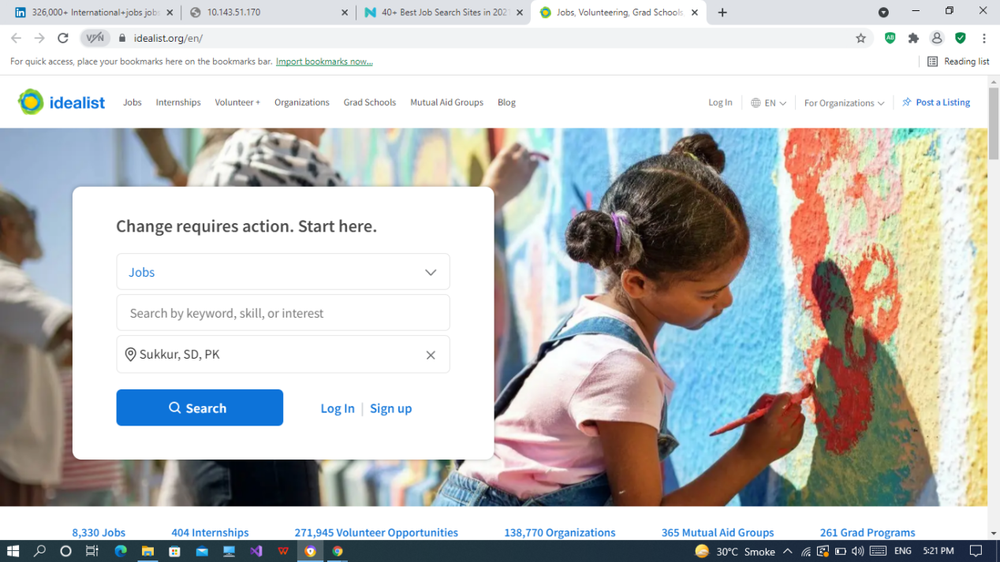 326,000+ International+jobs jobs
10.143.51.170
40+ Best Job Search Sites in 2021
Jobs, Volunteering, Grad Schools
VPN
idealist.org/en/
For quick access, place your bookmarks here on the bookmarks bar. Import bookmarks now...
Reading list
idealist
Jobs
Internships
Volunteer +
Organizations
Grad Schools
Mutual Aid Groups
Blog
Log In
EN
For Organizations
Post a Listing
Change requires action. Start here.
Jobs
Search by keyword, skill, or interest
Sukkur, SD, PK
Search
Log In | Sign up
8,330 Jobs
404 Internships
271,945 Volunteer Opportunities
138,770 Organizations
365 Mutual Aid Groups
261 Grad Programs
30°C Smoke
ENG
5:21 PM